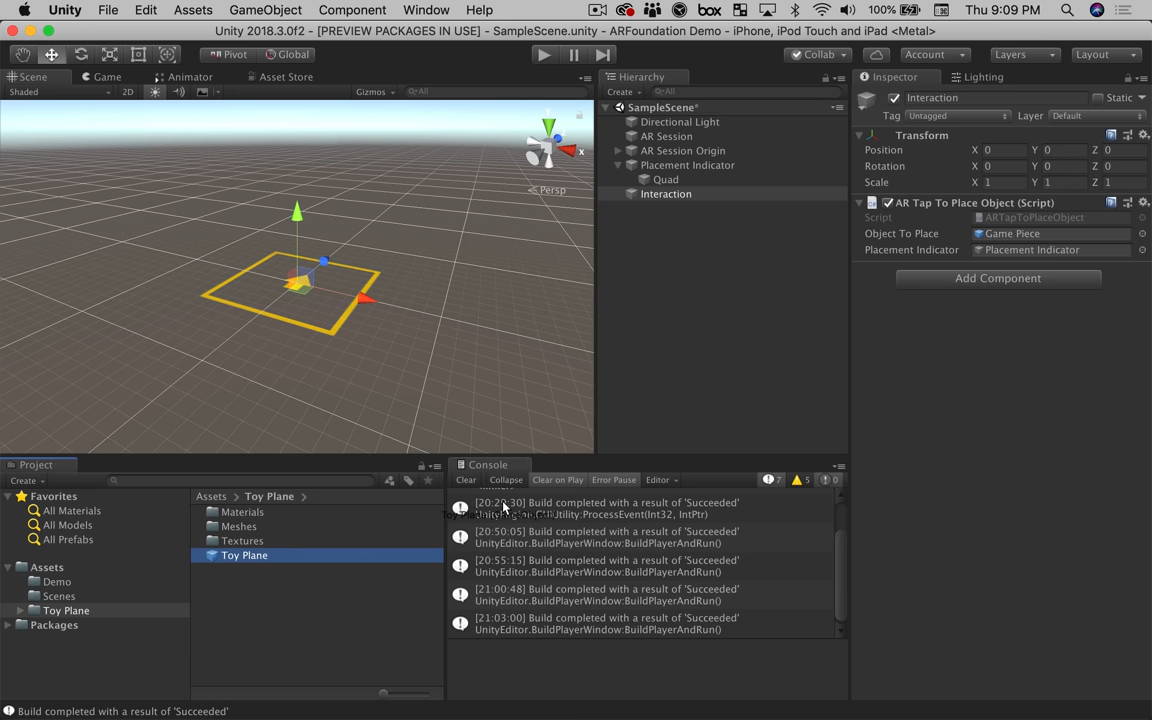 Unity File Edit Assets GameObject Component Window Help box 100% Thu 9:09 PM
Unity 2018.3.0f2 - [PREVIEW PACKAGES IN USE] - SampleScene.unity - ARFoundation Demo - iPhone, iPod Touch and iPad <Metal>
Pivot Global Collab Account Layers Layout
Scene Game Animator Asset Store
Shaded 2D Gizmos All
x
Persp
Hierarchy
Create All
SampleScene*
Directional Light
AR Session
AR Session Origin
Placement Indicator
Quad
Interaction
Inspector Lighting
Interaction Static
Tag Untagged Layer Default
Transform
Position X 0 Y 0 Z 0
Rotation X 0 Y 0 Z 0
Scale X 1 Y 1 Z 1
AR Tap To Place Object (Script)
Script ARTapToPlaceObject
Object To Place Game Piece
Placement Indicator Placement Indicator
Add Component
Project
Create
Favorites
All Materials
All Models
All Prefabs
Assets
Demo
Scenes
Toy Plane
Packages
Assets > Toy Plane >
Materials
Meshes
Textures
Toy Plane
Console
Clear Collapse Clear on Play Error Pause Editor 7 5 0
[20:29:30] Build completed with a result of 'Succeeded'
Utility:ProcessEvent(Int32, IntPtr)
[20:50:05] Build completed with a result of 'Succeeded'
UnityEditor.BuildPlayerWindow:BuildPlayerAndRun()
[20:55:15] Build completed with a result of 'Succeeded'
UnityEditor.BuildPlayerWindow:BuildPlayerAndRun()
[21:00:48] Build completed with a result of 'Succeeded'
UnityEditor.BuildPlayerWindow:BuildPlayerAndRun()
[21:03:00] Build completed with a result of 'Succeeded'
UnityEditor.BuildPlayerWindow:BuildPlayerAndRun()
Build completed with a result of 'Succeeded'